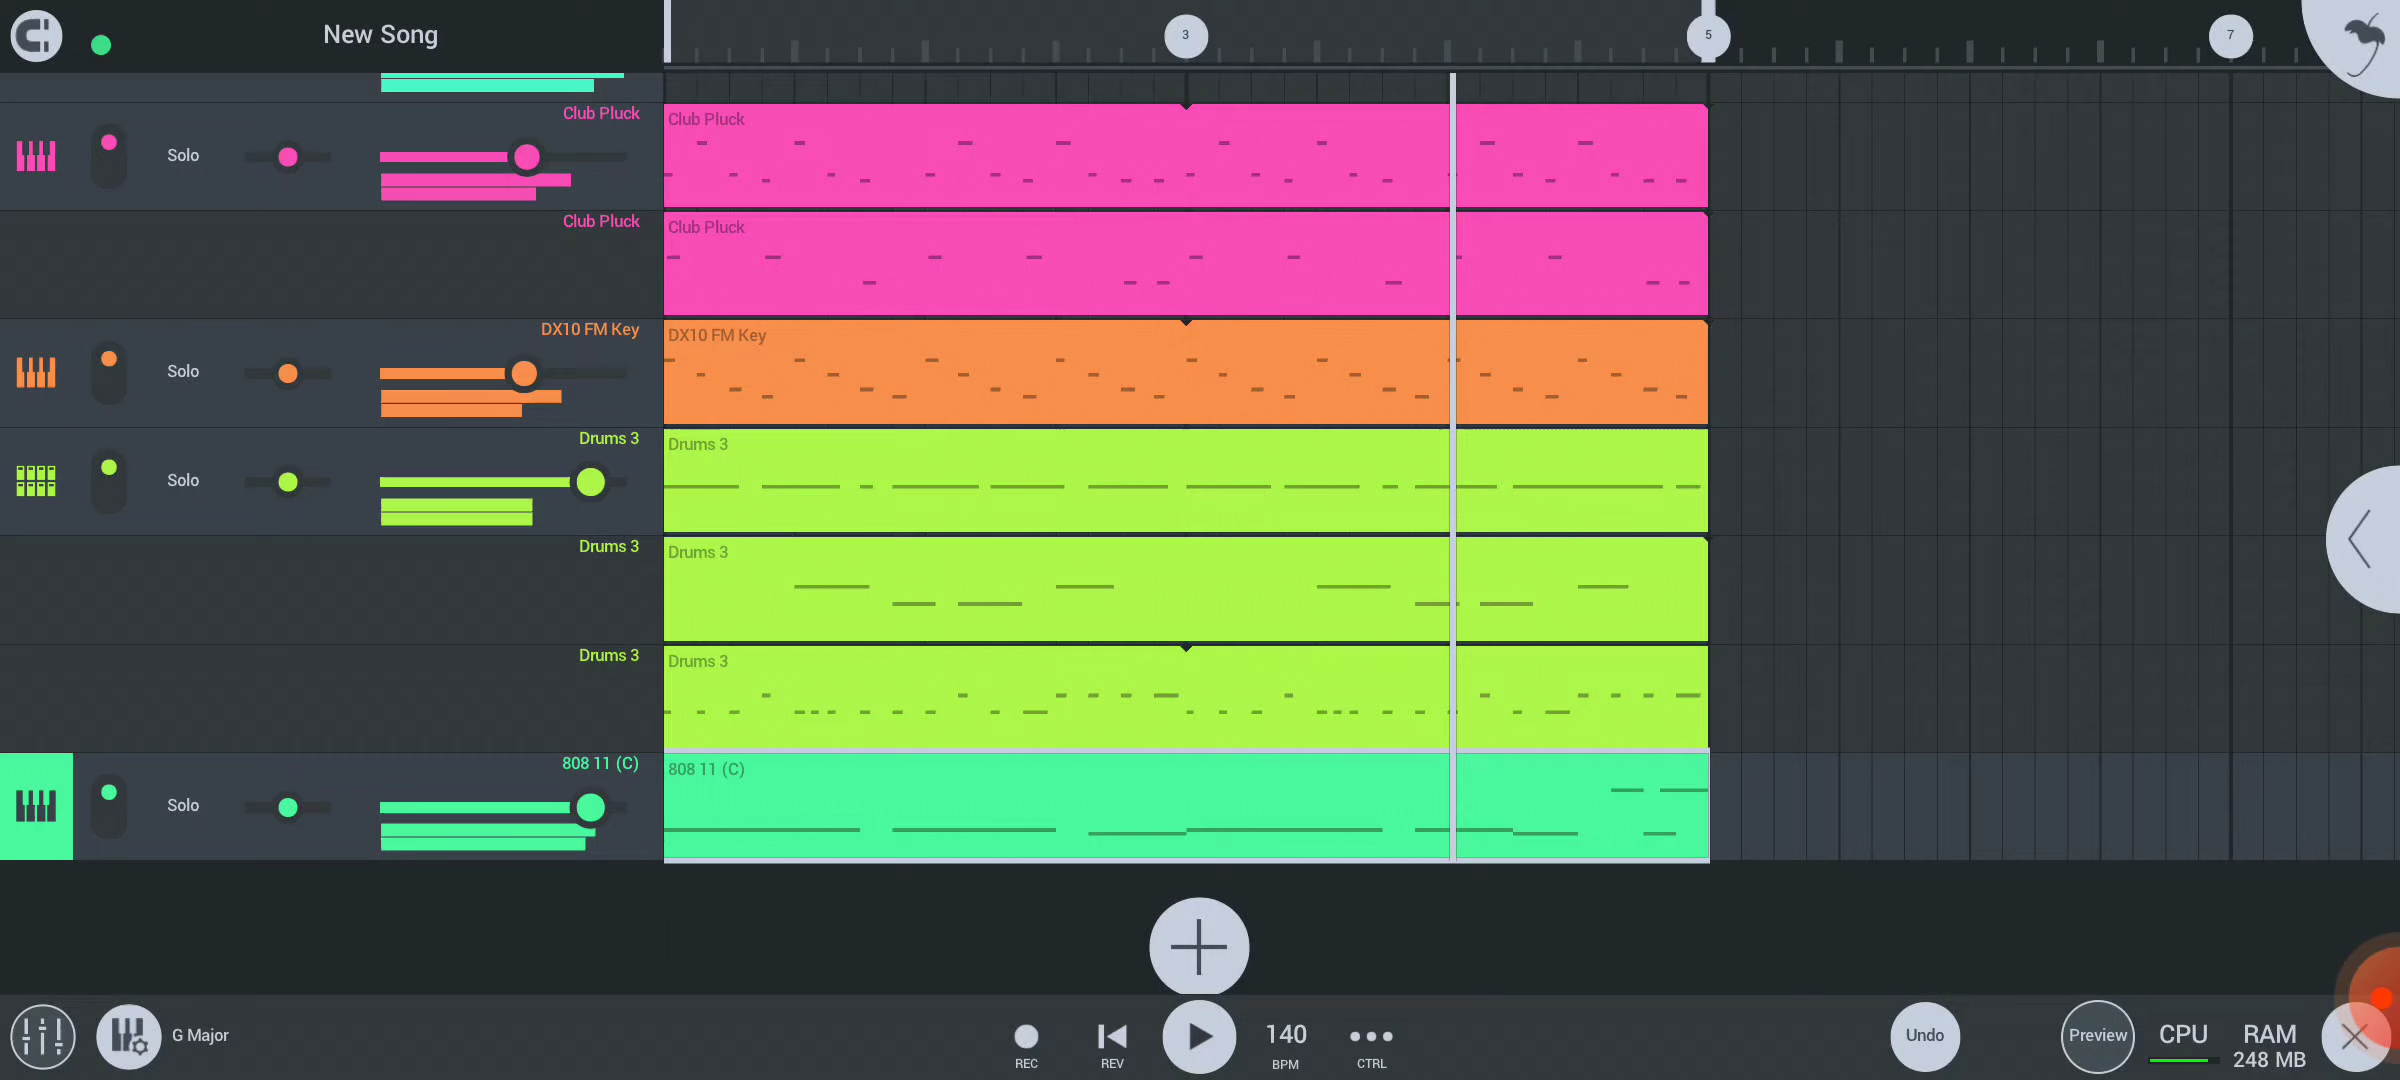 New Song
3
5
7
Club Pluck
Solo
Club Pluck
Club Pluck
Club Pluck
DX10 FM Key
Solo
DX10 FM Key
Drums 3
Solo
Drums 3
Drums 3
Drums 3
Drums 3
Drums 3
808 11 (C)
Solo
808 11 (C)
G Major
REC
REV
140
BPM
CTRL
Undo
Preview
CPU
RAM
248 MB